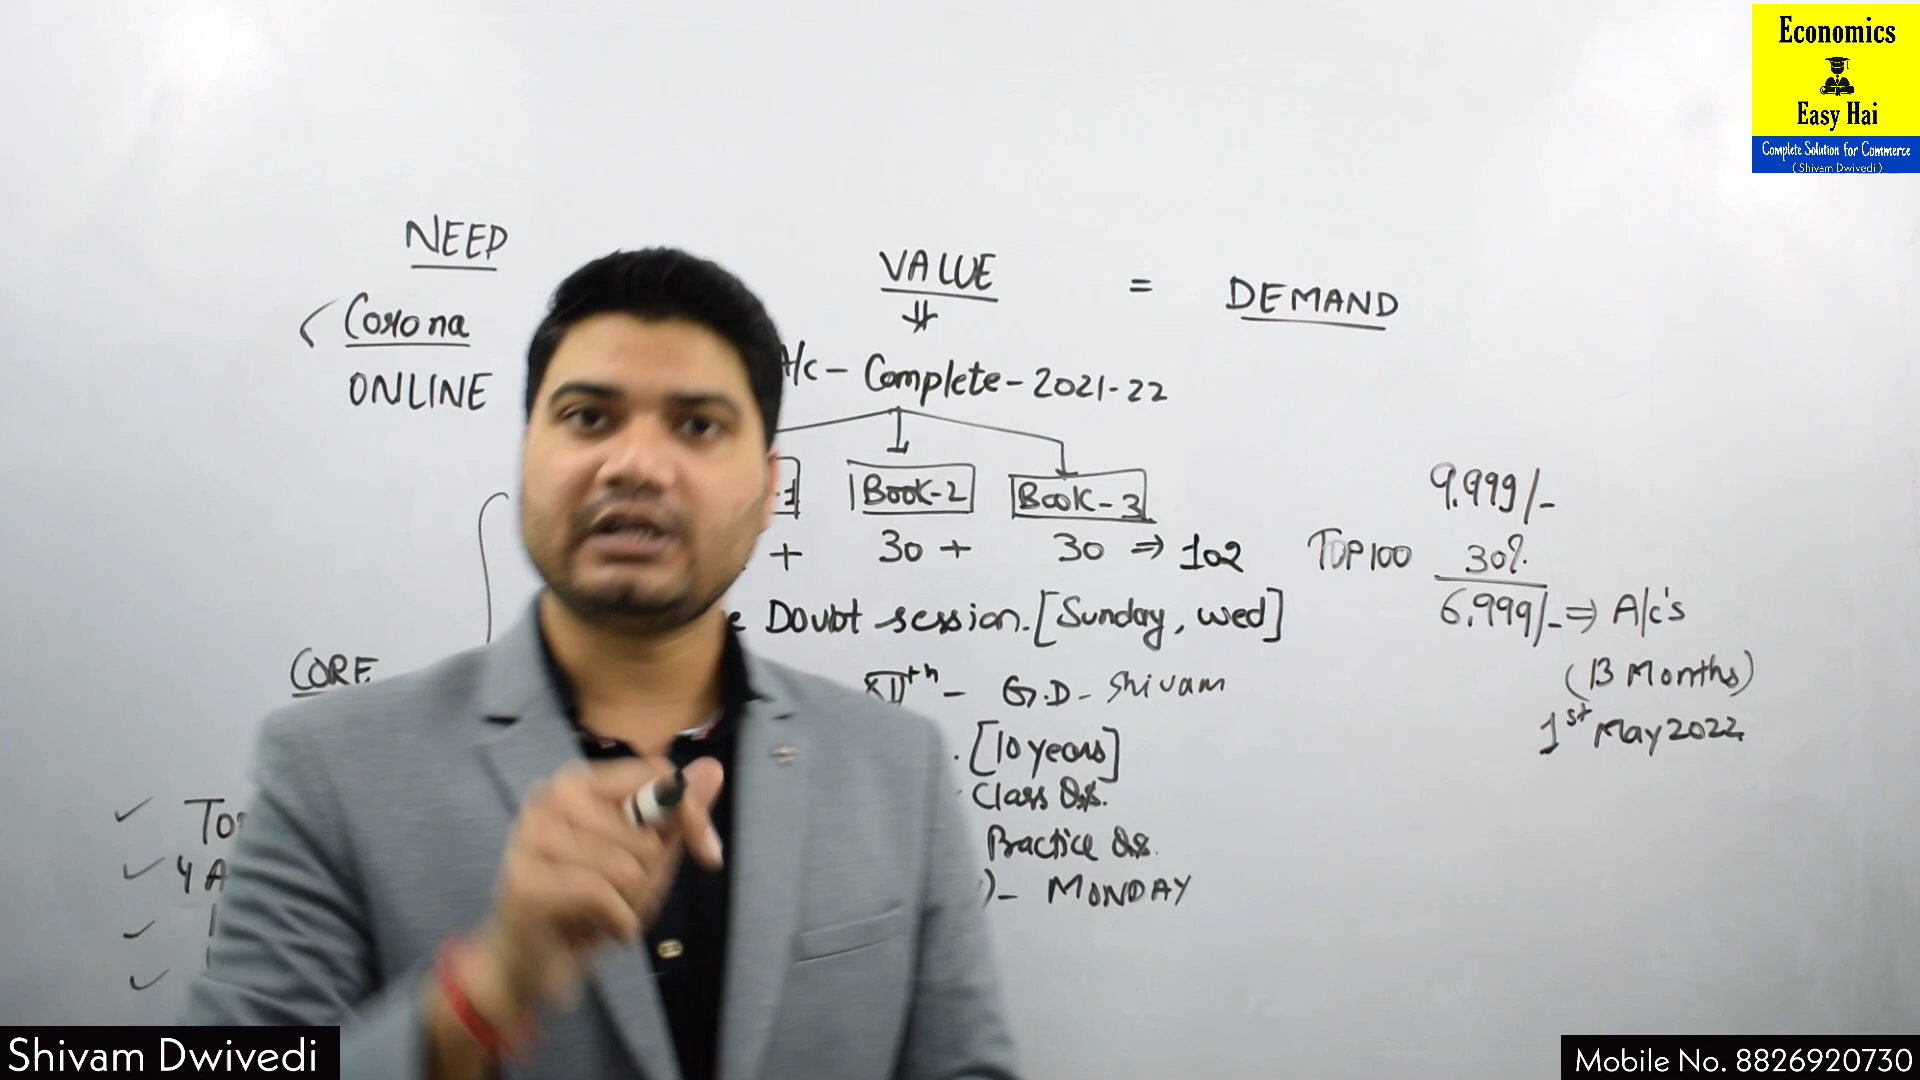 Economics
Easy Hai
Complete Solution for Commerce
( Shivam Dwivedi )
NEED
VALUE = DEMAND
Corona
ONLINE
A/c - Complete - 2021-22
Book-2
Book-3
+ 30 + 30 ⇒ 102
9,999/-
TOP 100 30%
6,999/- ⇒ A/c's
(13 Months)
1st May 2022
Doubt session. [Sunday, Wed]
CORE
XIIth - G.D - Shivam
[10 years]
Class Qs.
Practice Qs.
- MONDAY
4 A
Shivam Dwivedi
Mobile No. 8826920730